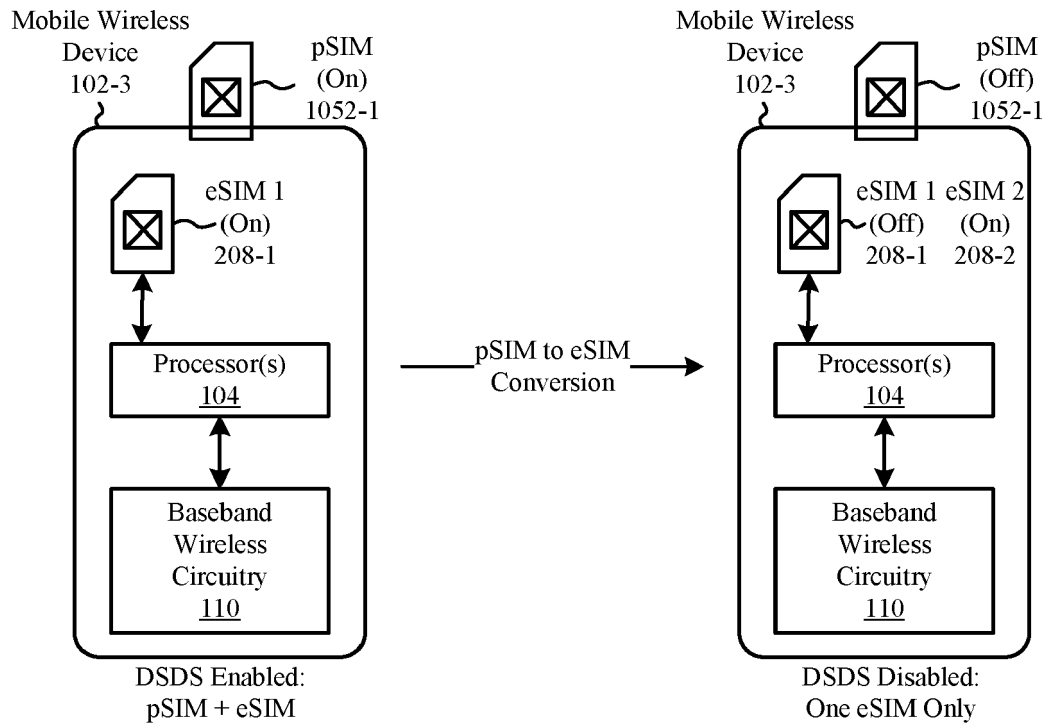 Mobile Wireless
Device
102-3
pSIM
(On)
1052-1
eSIM 1
(On)
208-1
Processor(s)
104
Baseband
Wireless
Circuitry
110
DSDS Enabled:
pSIM + eSIM
pSIM to eSIM
Conversion
Mobile Wireless
Device
102-3
pSIM
(Off)
1052-1
eSIM 1 eSIM 2
(Off) (On)
208-1 208-2
Processor(s)
104
Baseband
Wireless
Circuitry
110
DSDS Disabled:
One eSIM Only